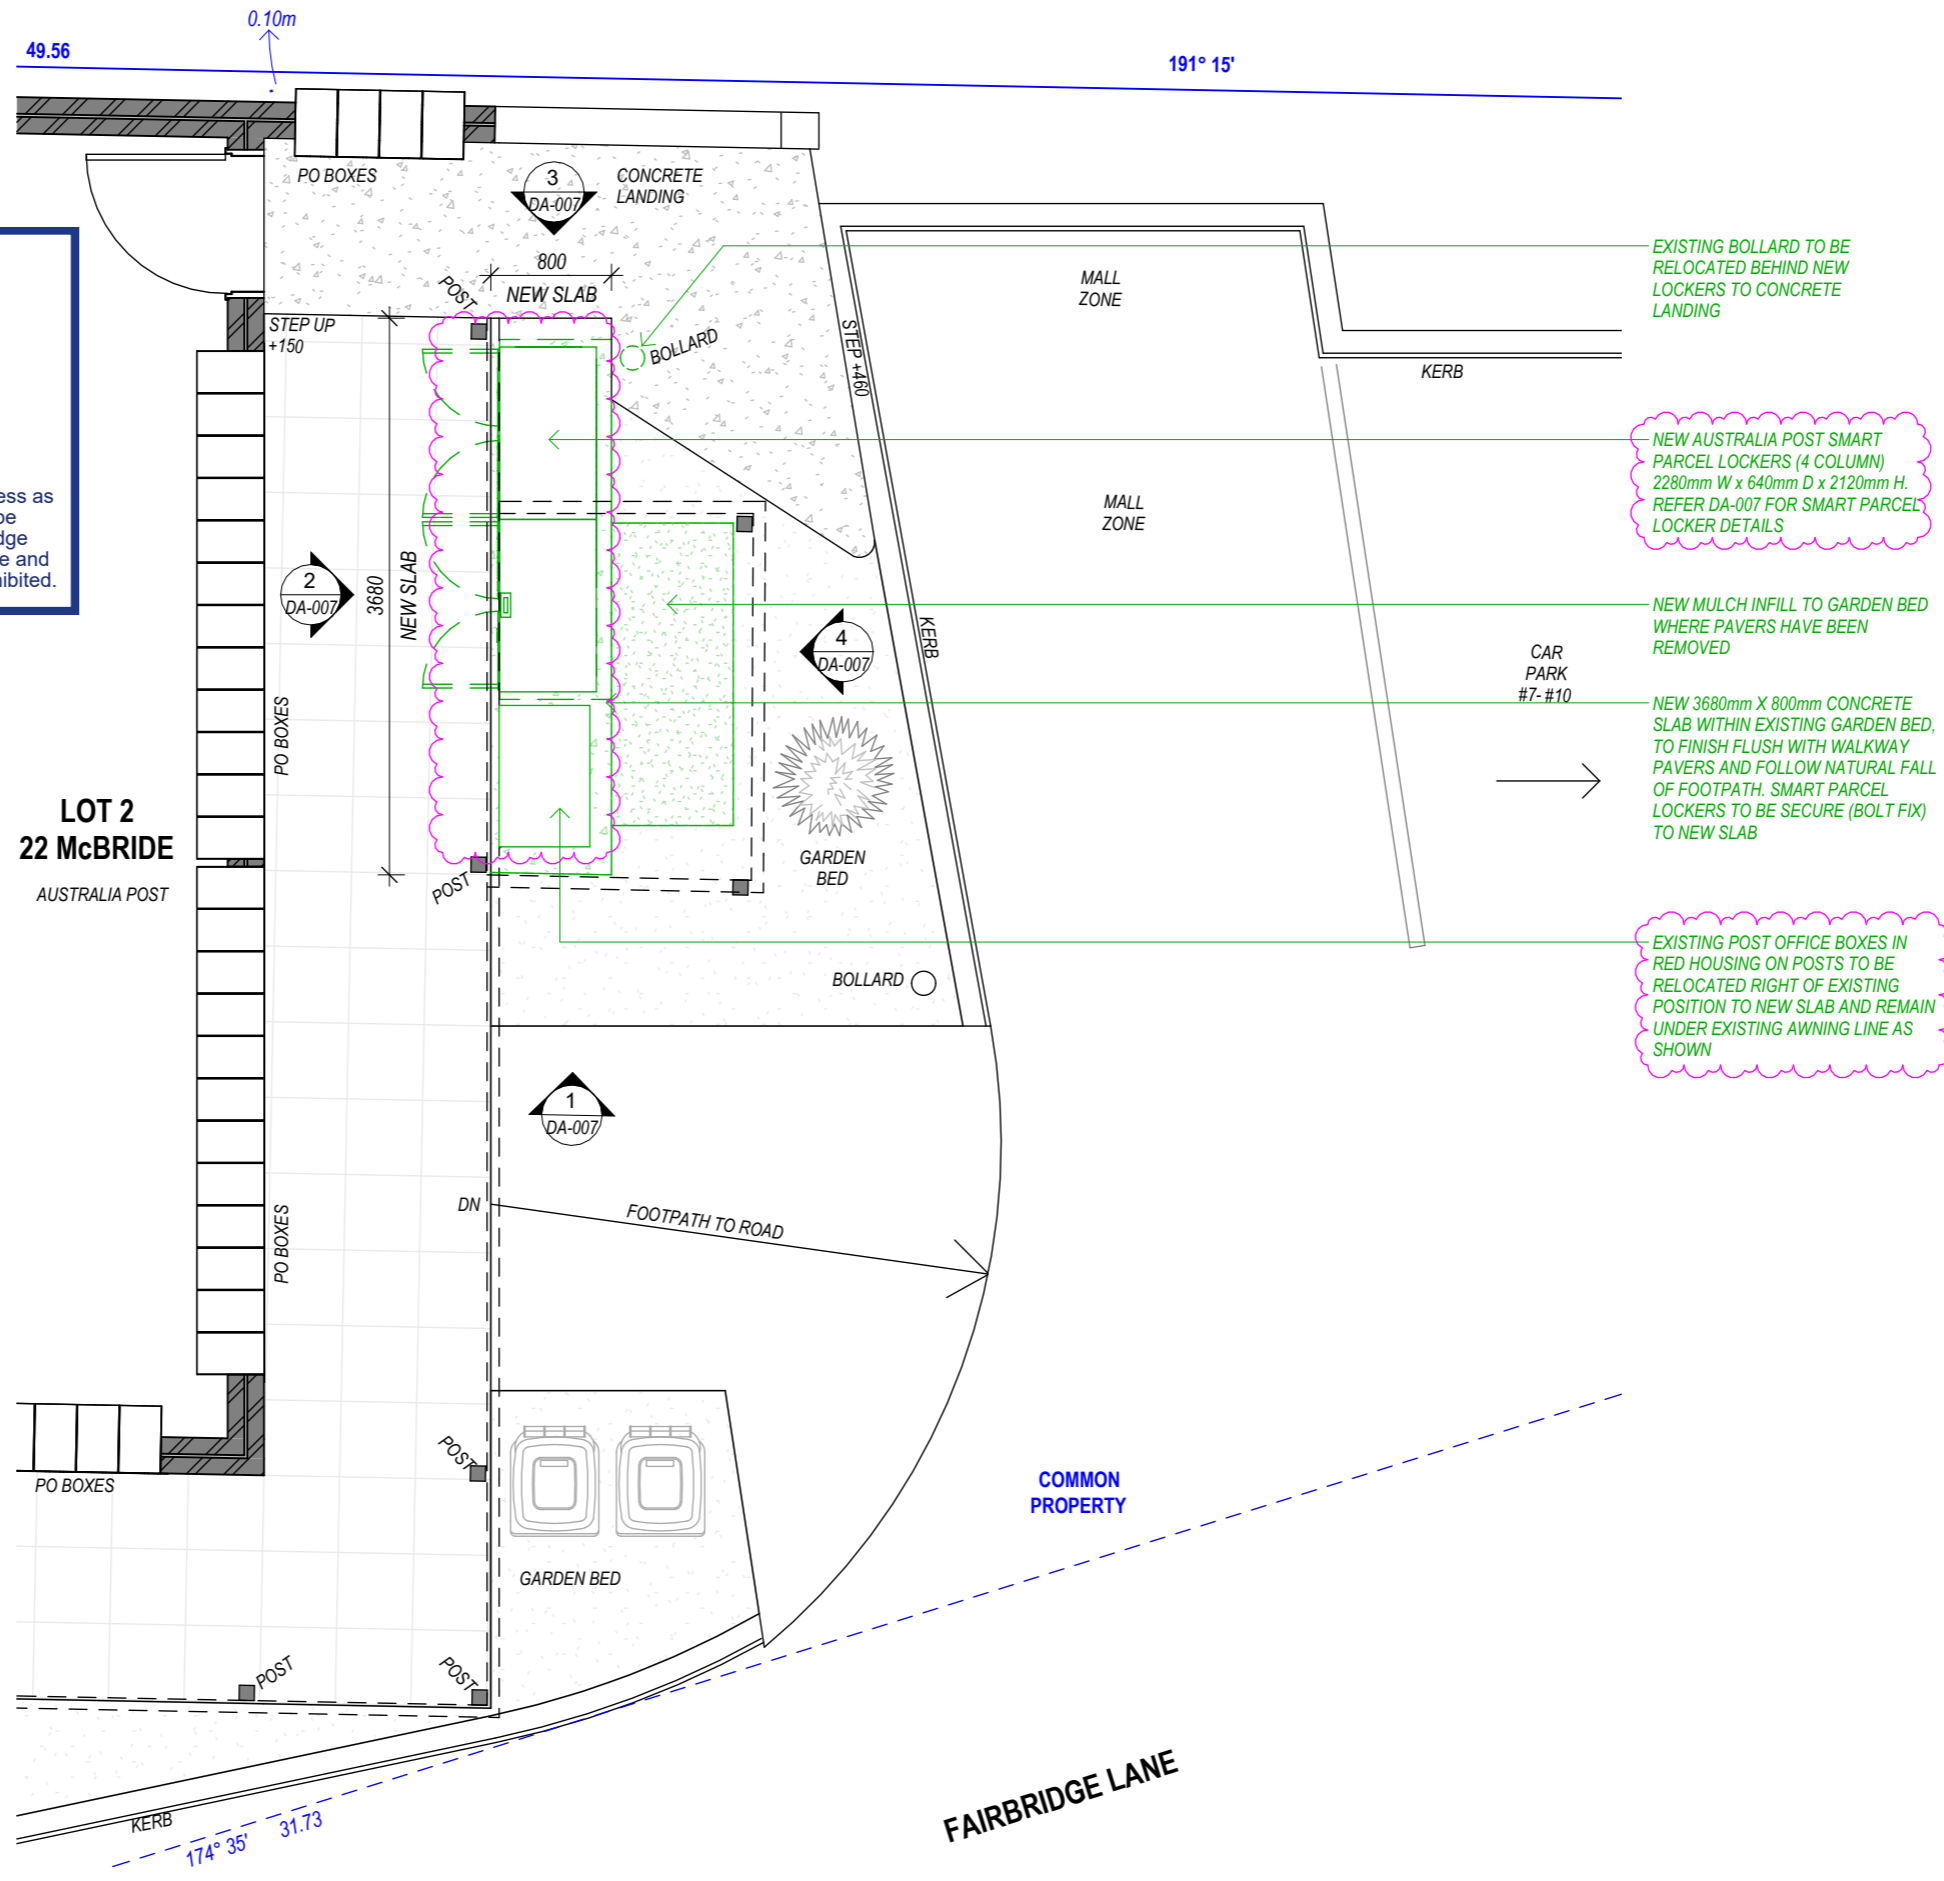 0.10m
49.56
191° 15'
PO BOXES
3
DA-007
CONCRETE
LANDING
800
NEW SLAB
POST
STEP UP
+150
BOLLARD
STEP +460
MALL
ZONE
KERB
EXISTING BOLLARD TO BE
RELOCATED BEHIND NEW
LOCKERS TO CONCRETE
LANDING
NEW AUSTRALIA POST SMART
PARCEL LOCKERS (4 COLUMN)
2280mm W x 640mm D x 2120mm H.
REFER DA-007 FOR SMART PARCEL
LOCKER DETAILS
MALL
ZONE
ess as
be
dge
e and
hibited.
2
DA-007
3680
NEW SLAB
4
DA-007
KERB
NEW MULCH INFILL TO GARDEN BED
WHERE PAVERS HAVE BEEN
REMOVED
CAR
PARK
#7- #10
NEW 3680mm X 800mm CONCRETE
SLAB WITHIN EXISTING GARDEN BED,
TO FINISH FLUSH WITH WALKWAY
PAVERS AND FOLLOW NATURAL FALL
OF FOOTPATH. SMART PARCEL
LOCKERS TO BE SECURE (BOLT FIX)
TO NEW SLAB
PO BOXES
LOT 2
22 McBRIDE
AUSTRALIA POST
GARDEN
BED
POST
EXISTING POST OFFICE BOXES IN
RED HOUSING ON POSTS TO BE
RELOCATED RIGHT OF EXISTING
POSITION TO NEW SLAB AND REMAIN
UNDER EXISTING AWNING LINE AS
SHOWN
BOLLARD
1
DA-007
DN
FOOTPATH TO ROAD
PO BOXES
POST
PO BOXES
COMMON
PROPERTY
GARDEN BED
POST
POST
KERB
174° 35'
31.73
FAIRBRIDGE LANE